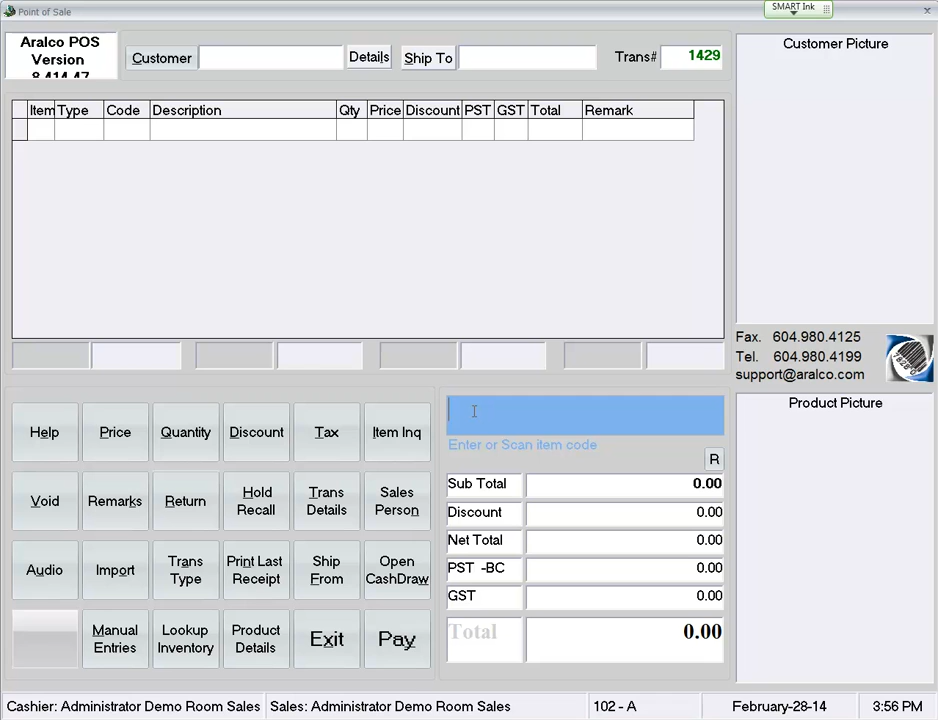 Point of Sale
SMART Ink
Aralco POS
Version
8.414.47
Customer
Details
Ship To
Trans#
1429
Customer Picture
Item Type Code Description Qty Price Discount PST GST Total Remark
Fax. 604.980.4125
Tel. 604.980.4199
support@aralco.com
Product Picture
Help Price Quantity Discount Tax Item Inq
Enter or Scan item code
R
Void Remarks Return Hold Recall Trans Details Sales Person
Audio Import Trans Type Print Last Receipt Ship From Open CashDraw
Manual Entries Lookup Inventory Product Details Exit Pay
Sub Total 0.00
Discount 0.00
Net Total 0.00
PST -BC 0.00
GST 0.00
Total 0.00
Cashier: Administrator Demo Room Sales Sales: Administrator Demo Room Sales 102 - A February-28-14 3:56 PM